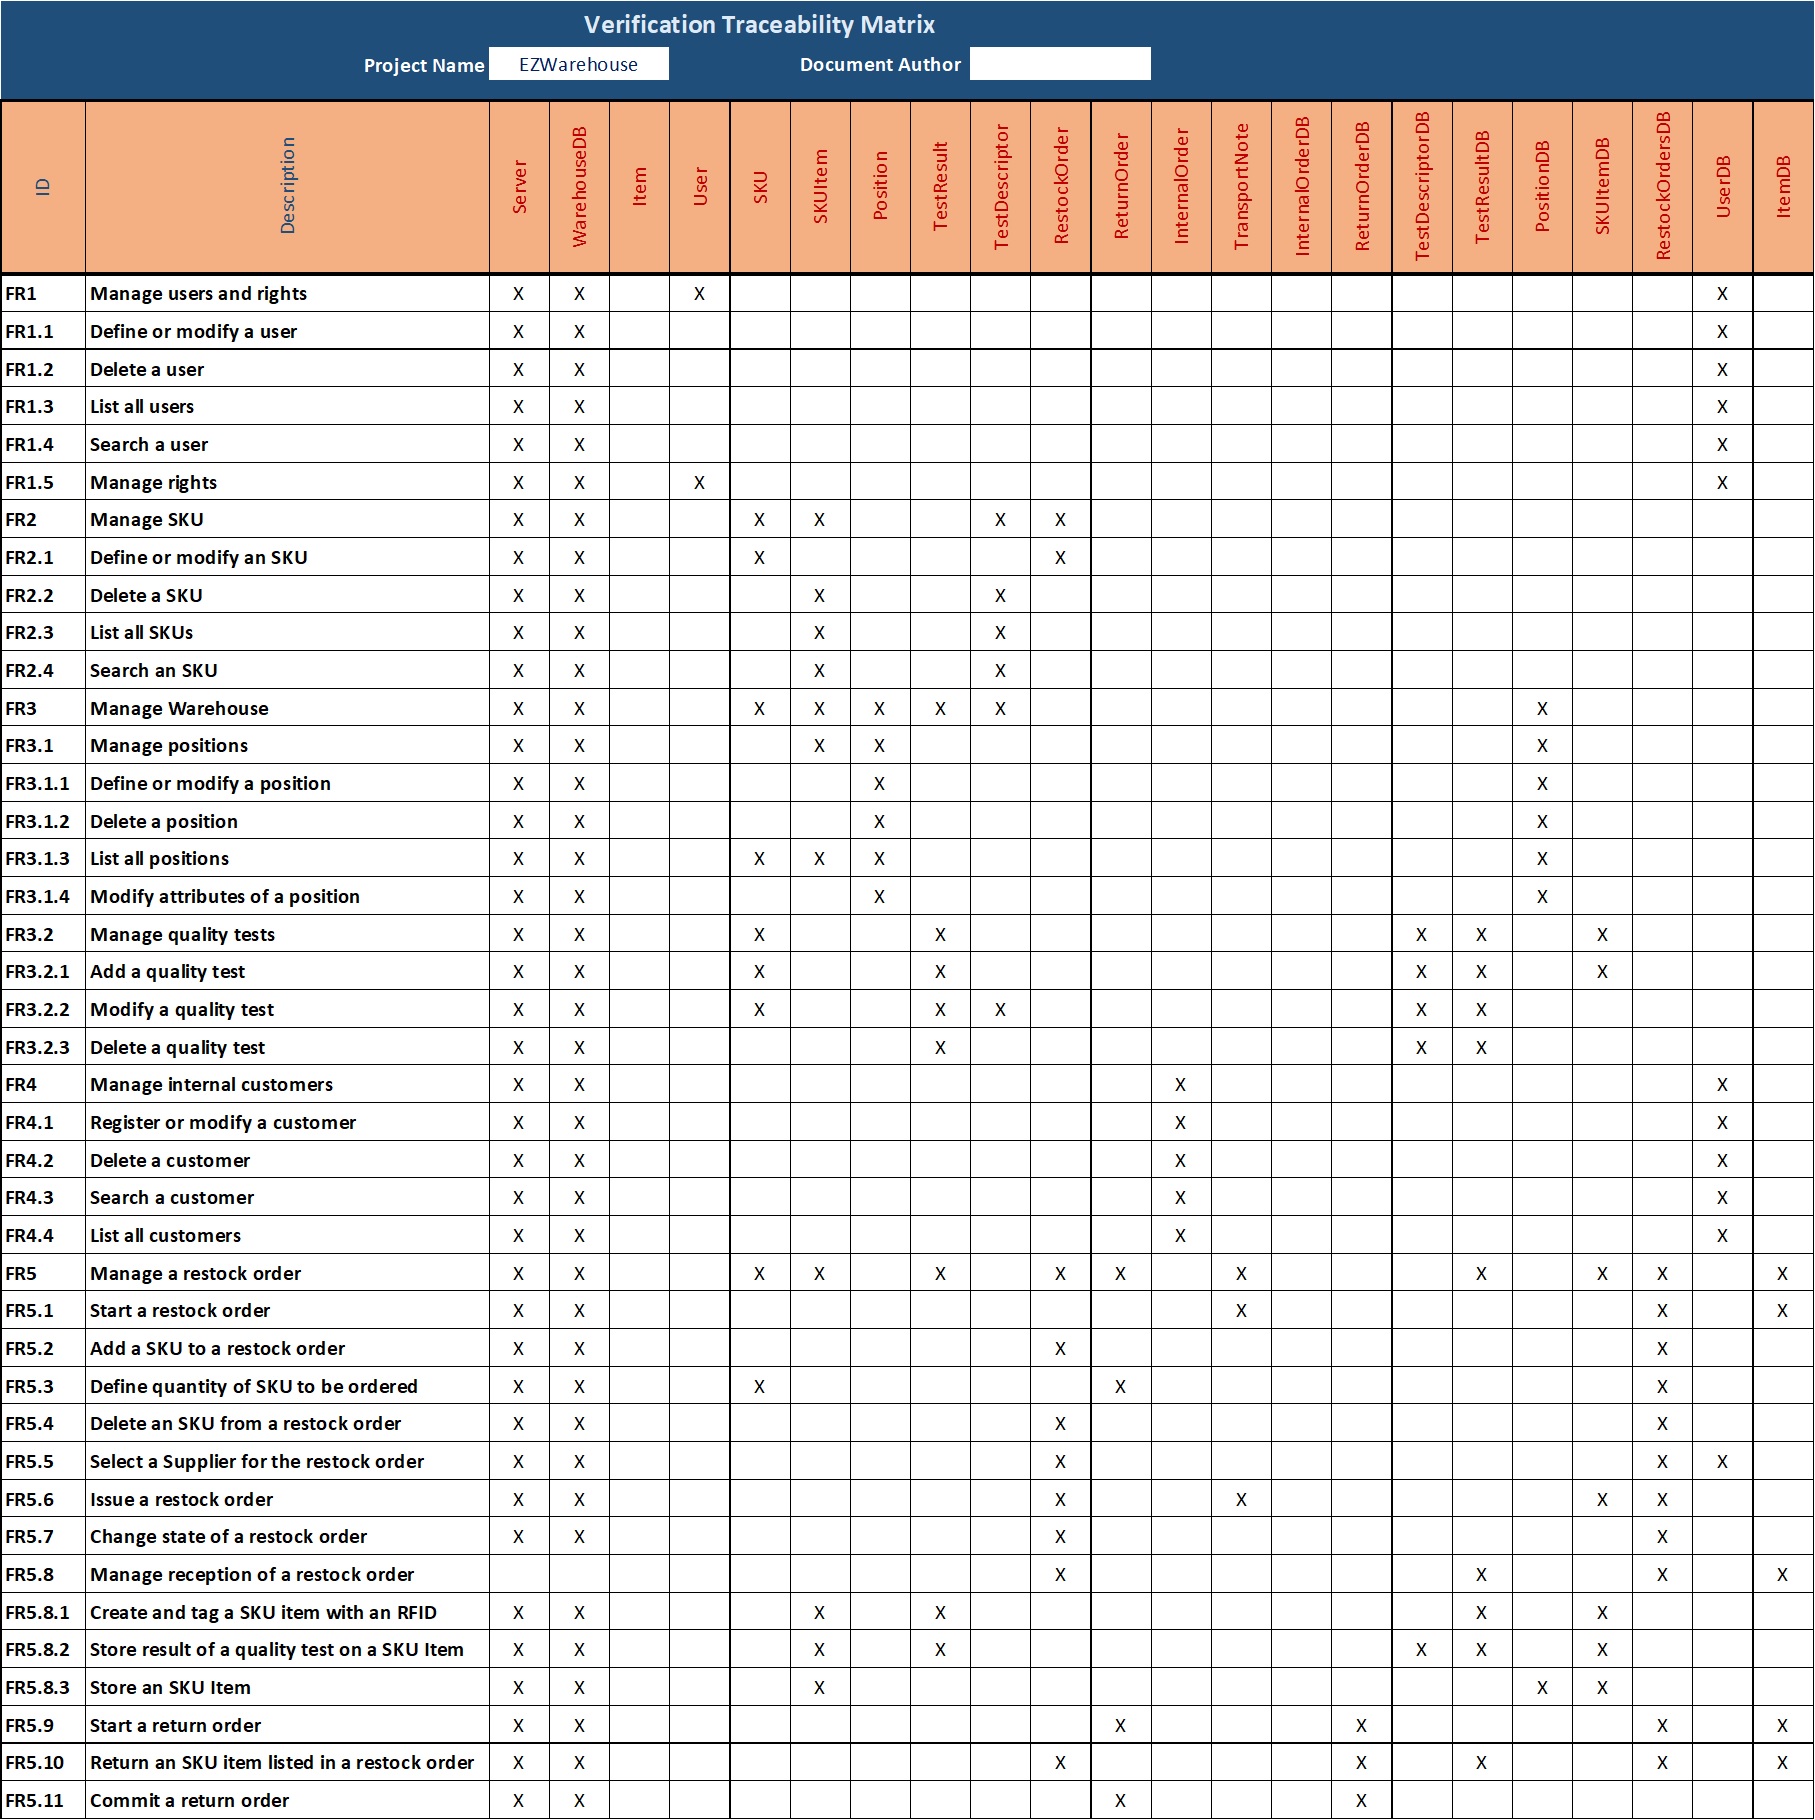 Verification Traceability Matrix
Project Name EZWarehouse Document Author
ID Description Server WarehouseDB Item User SKU SKUItem Position TestResult TestDescriptor RestockOrder ReturnOrder InternalOrder TransportNote InternalOrderDB ReturnOrderDB TestDescriptorDB TestResultDB PositionDB SKUItemDB RestockOrdersDB UserDB ItemDB
FR1 Manage users and rights X X X X
FR1.1 Define or modify a user X X X
FR1.2 Delete a user X X X
FR1.3 List all users X X X
FR1.4 Search a user X X X
FR1.5 Manage rights X X X X
FR2 Manage SKU X X X X X X
FR2.1 Define or modify an SKU X X X X
FR2.2 Delete a SKU X X X X
FR2.3 List all SKUs X X X X
FR2.4 Search an SKU X X X X
FR3 Manage Warehouse X X X X X X X X
FR3.1 Manage positions X X X X X
FR3.1.1 Define or modify a position X X X X
FR3.1.2 Delete a position X X X X
FR3.1.3 List all positions X X X X X X
FR3.1.4 Modify attributes of a position X X X X
FR3.2 Manage quality tests X X X X X X X
FR3.2.1 Add a quality test X X X X X X X
FR3.2.2 Modify a quality test X X X X X X X
FR3.2.3 Delete a quality test X X X X X
FR4 Manage internal customers X X X X
FR4.1 Register or modify a customer X X X X
FR4.2 Delete a customer X X X X
FR4.3 Search a customer X X X X
FR4.4 List all customers X X X X
FR5 Manage a restock order X X X X X X X X X X X X
FR5.1 Start a restock order X X X X X
FR5.2 Add a SKU to a restock order X X X X
FR5.3 Define quantity of SKU to be ordered X X X X X
FR5.4 Delete an SKU from a restock order X X X X
FR5.5 Select a Supplier for the restock order X X X X X
FR5.6 Issue a restock order X X X X X X
FR5.7 Change state of a restock order X X X X
FR5.8 Manage reception of a restock order X X X X
FR5.8.1 Create and tag a SKU item with an RFID X X X X X X
FR5.8.2 Store result of a quality test on a SKU Item X X X X X X X
FR5.8.3 Store an SKU Item X X X X X
FR5.9 Start a return order X X X X X X
FR5.10 Return an SKU item listed in a restock order X X X X X X X
FR5.11 Commit a return order X X X X